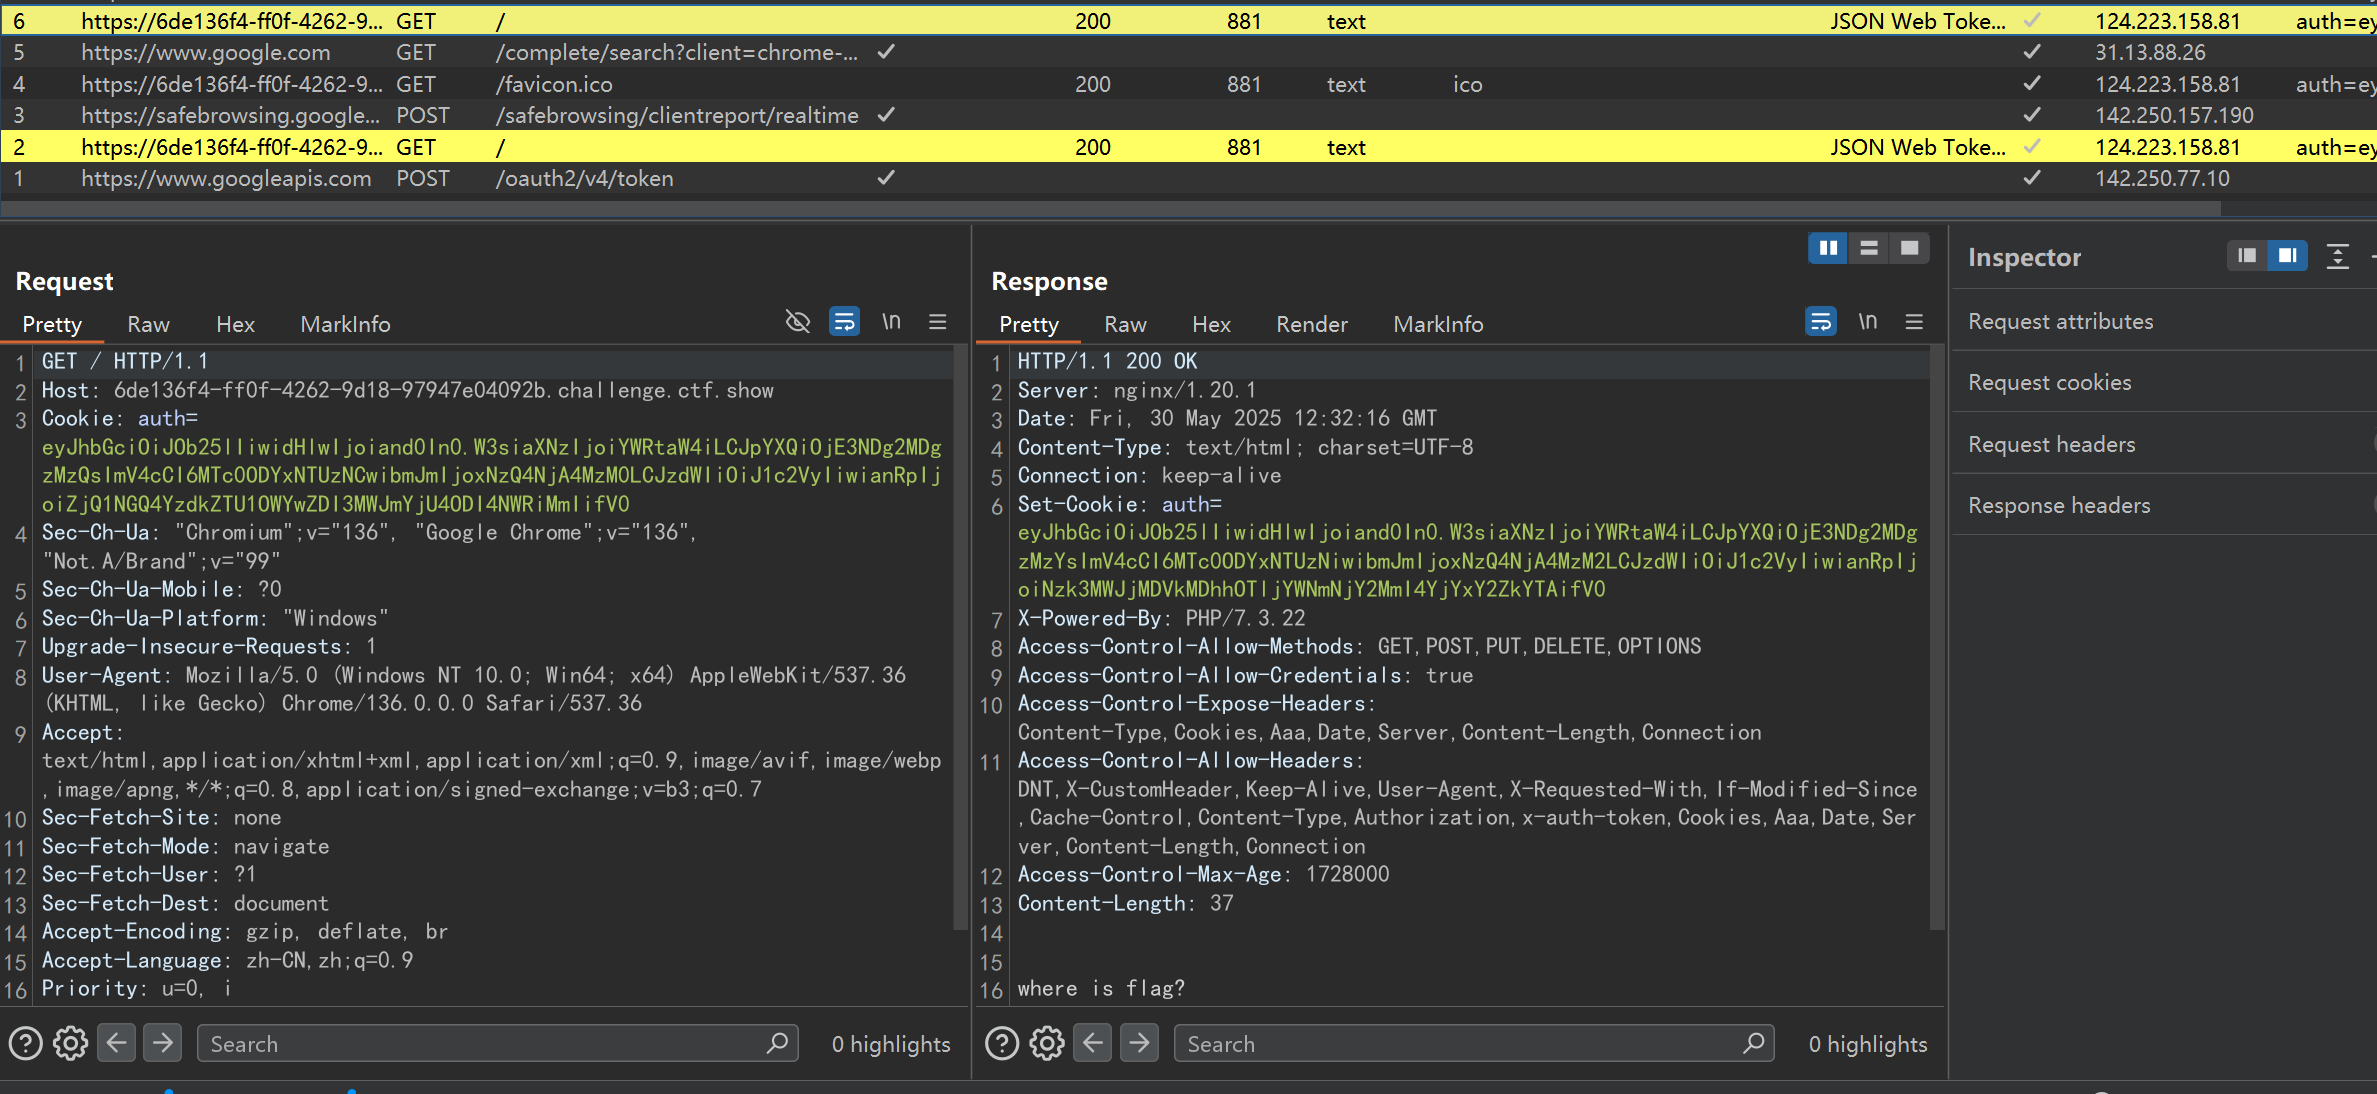 6 https://6de136f4-ff0f-4262-9... GET / 200 881 text JSON Web Toke... ✓ 124.223.158.81 auth=ey
5 https://www.google.com GET /complete/search?client=chrome-... ✓ ✓ 31.13.88.26
4 https://6de136f4-ff0f-4262-9... GET /favicon.ico 200 881 text ico ✓ 124.223.158.81 auth=ey
3 https://safebrowsing.google... POST /safebrowsing/clientreport/realtime ✓ ✓ 142.250.157.190
2 https://6de136f4-ff0f-4262-9... GET / 200 881 text JSON Web Toke... ✓ 124.223.158.81 auth=ey
1 https://www.googleapis.com POST /oauth2/v4/token ✓ ✓ 142.250.77.10
Request
Pretty Raw Hex MarkInfo \n
1 GET / HTTP/1.1
2 Host: 6de136f4-ff0f-4262-9d18-97947e04092b.challenge.ctf.show
3 Cookie: auth=
eyJhbGciOiJOb25lIiwidHlwIjoiand0In0.W3siaXNzIjoiYWRtaW4iLCJpYXQiOjE3NDg2MDg
zMzQsImV4cCI6MTc0ODYxNTUzNCwibmJmIjoxNzQ4NjA4MzM0LCJzdWIiOiJ1c2VyIiwianRpIj
oiZjQ1NGQ4YzdkZTU1OWYwZDI3MWJmYjU4ODI4NWRiMmIifV0
4 Sec-Ch-Ua: "Chromium";v="136", "Google Chrome";v="136",
"Not.A/Brand";v="99"
5 Sec-Ch-Ua-Mobile: ?0
6 Sec-Ch-Ua-Platform: "Windows"
7 Upgrade-Insecure-Requests: 1
8 User-Agent: Mozilla/5.0 (Windows NT 10.0; Win64; x64) AppleWebKit/537.36
(KHTML, like Gecko) Chrome/136.0.0.0 Safari/537.36
9 Accept:
text/html,application/xhtml+xml,application/xml;q=0.9,image/avif,image/webp
,image/apng,*/*;q=0.8,application/signed-exchange;v=b3;q=0.7
10 Sec-Fetch-Site: none
11 Sec-Fetch-Mode: navigate
12 Sec-Fetch-User: ?1
13 Sec-Fetch-Dest: document
14 Accept-Encoding: gzip, deflate, br
15 Accept-Language: zh-CN,zh;q=0.9
16 Priority: u=0, i
Search 0 highlights
Response
Pretty Raw Hex Render MarkInfo \n
1 HTTP/1.1 200 OK
2 Server: nginx/1.20.1
3 Date: Fri, 30 May 2025 12:32:16 GMT
4 Content-Type: text/html; charset=UTF-8
5 Connection: keep-alive
6 Set-Cookie: auth=
eyJhbGciOiJOb25lIiwidHlwIjoiand0In0.W3siaXNzIjoiYWRtaW4iLCJpYXQiOjE3NDg2MDg
zMzYsImV4cCI6MTc0ODYxNTUzNiwibmJmIjoxNzQ4NjA4MzM2LCJzdWIiOiJ1c2VyIiwianRpIj
oiNzk3MWJjMDVkMDhhOTljYWNmNjY2MmI4YjYxY2ZkYTAifV0
7 X-Powered-By: PHP/7.3.22
8 Access-Control-Allow-Methods: GET,POST,PUT,DELETE,OPTIONS
9 Access-Control-Allow-Credentials: true
10 Access-Control-Expose-Headers:
Content-Type,Cookies,Aaa,Date,Server,Content-Length,Connection
11 Access-Control-Allow-Headers:
DNT,X-CustomHeader,Keep-Alive,User-Agent,X-Requested-With,If-Modified-Since
,Cache-Control,Content-Type,Authorization,x-auth-token,Cookies,Aaa,Date,Ser
ver,Content-Length,Connection
12 Access-Control-Max-Age: 1728000
13 Content-Length: 37
14
15
16 where is flag?
Search 0 highlights
Inspector
Request attributes
Request cookies
Request headers
Response headers